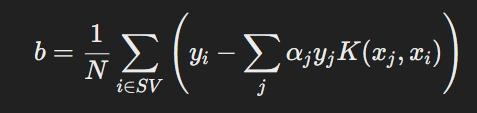 b = \frac{1}{N} \sum_{i \in SV} \left( y_i - \sum_j \alpha_j y_j K(x_j, x_i) \right)